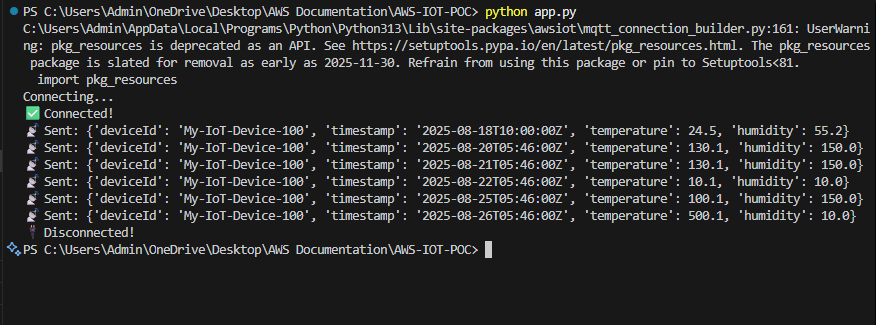 PS C:\Users\Admin\OneDrive\Desktop\AWS Documentation\AWS-IOT-POC> python app.py
C:\Users\Admin\AppData\Local\Programs\Python\Python313\Lib\site-packages\awsiot\mqtt_connection_builder.py:161: UserWarni
ng: pkg_resources is deprecated as an API. See https://setuptools.pypa.io/en/latest/pkg_resources.html. The pkg_resources
package is slated for removal as early as 2025-11-30. Refrain from using this package or pin to Setuptools<81.
import pkg_resources
Connecting...
✅ Connected!
📡 Sent: {'deviceId': 'My-IoT-Device-100', 'timestamp': '2025-08-18T10:00:00Z', 'temperature': 24.5, 'humidity': 55.2}
📡 Sent: {'deviceId': 'My-IoT-Device-100', 'timestamp': '2025-08-20T05:46:00Z', 'temperature': 130.1, 'humidity': 150.0}
📡 Sent: {'deviceId': 'My-IoT-Device-100', 'timestamp': '2025-08-21T05:46:00Z', 'temperature': 130.1, 'humidity': 150.0}
📡 Sent: {'deviceId': 'My-IoT-Device-100', 'timestamp': '2025-08-22T05:46:00Z', 'temperature': 10.1, 'humidity': 10.0}
📡 Sent: {'deviceId': 'My-IoT-Device-100', 'timestamp': '2025-08-25T05:46:00Z', 'temperature': 100.1, 'humidity': 150.0}
📡 Sent: {'deviceId': 'My-IoT-Device-100', 'timestamp': '2025-08-26T05:46:00Z', 'temperature': 500.1, 'humidity': 10.0}
🔌 Disconnected!
PS C:\Users\Admin\OneDrive\Desktop\AWS Documentation\AWS-IOT-POC>